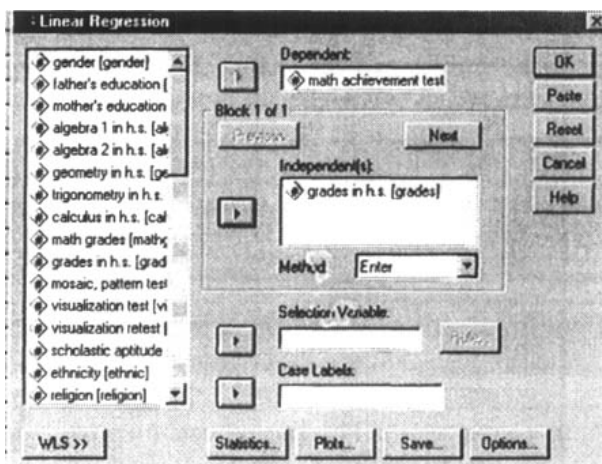 : Linear Regression
gender [gender]
father's education [
mother's education
algebra 1 in h.s. [al
algebra 2 in h.s. [al
geometry in h.s. [ge
trigonometry in h.s.
calculus in h.s. [cal
math grades [mathg
grades in h.s. [grad
mosaic, pattern test
visualization test [vi
visualization retest [
scholastic aptitude
ethnicity [ethnic]
religion [religion]
WLS >>
Dependent:
math achievement test
Block 1 of 1
Previous
Next
Independent(s):
grades in h.s. [grades]
Method
Enter
Selection Variable:
Rule...
Case Labels:
Statistics...
Plots...
Save...
Options...
OK
Paste
Reset
Cancel
Help